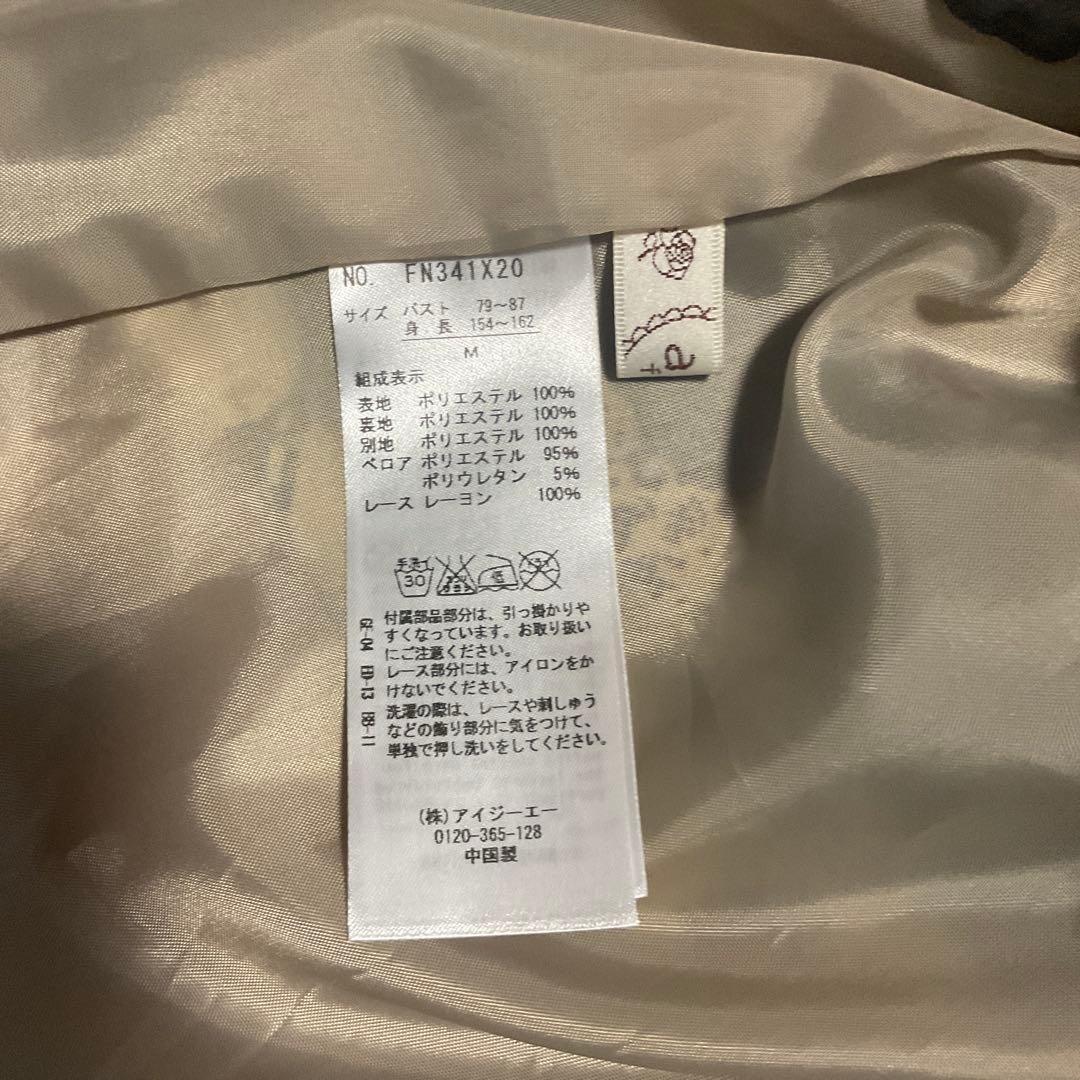 NO. FN341X20
サイズ バスト 79～87
身長 154～162
M
組成表示
表地 ポリエステル 100%
裏地 ポリエステル 100%
別地 ポリエステル 100%
ベロア ポリエステル 95%
ポリウレタン 5%
レース レーヨン 100%
手洗イ
30
低
付属部品部分は、引っ掛かりや
すくなっています。お取り扱い
にご注意ください。
レース部分には、アイロンをか
けないでください。
洗濯の際は、レースや刺しゅう
などの飾り部分に気をつけて、
単独で押し洗いをしてください。
(株)アイジーエー
0120-365-128
中国製
a
f